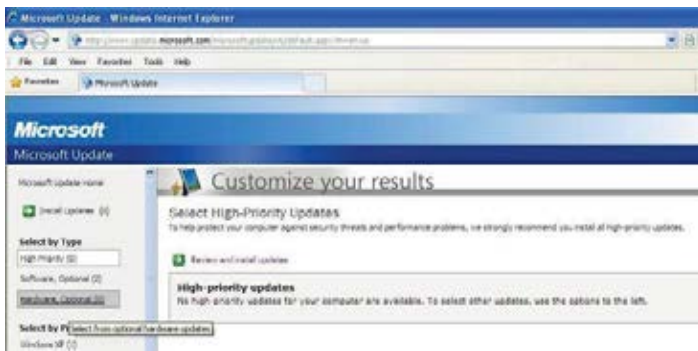 Microsoft Update - Windows Internet Explorer
File Edit View Favorites Tools Help
Favorites Microsoft Update
Microsoft
Microsoft Update
Microsoft Update Home
Install Updates (0)
Select by Type
High Priority (0)
Software, Optional (2)
Hardware, Optional (0)
Select by
Select from optional hardware updates
Windows XP
Customize your results
Select High-Priority Updates
To help protect your computer against security threats and performance problems, we strongly recommend you install all high-priority updates.
Review and install updates
High-priority updates
No high priority updates for your computer are available. To select other updates, use the options to the left.